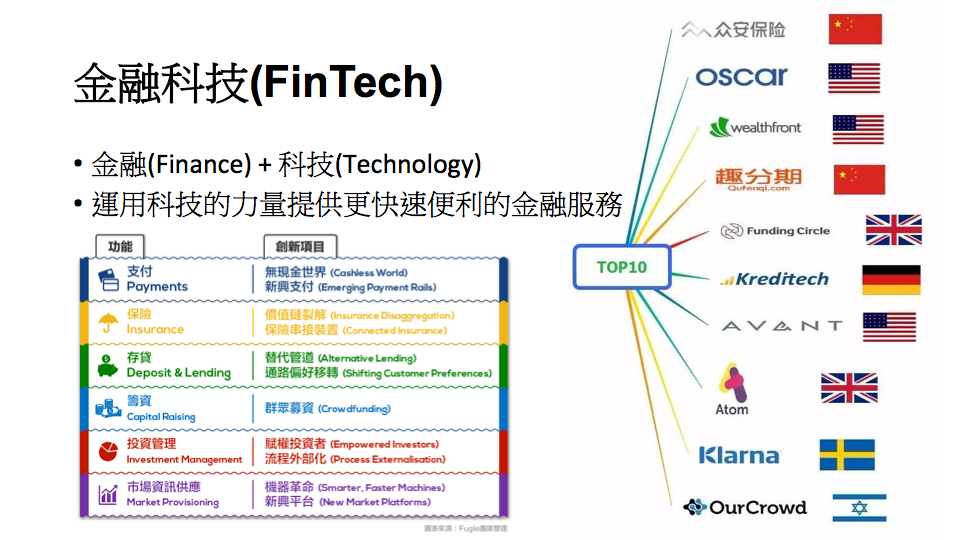 金融科技(FinTech)
• 金融(Finance) + 科技(Technology)
• 運用科技的力量提供更快速便利的金融服務
功能
創新項目
支付
Payments
無現金世界 (Cashless World)
新興支付 (Emerging Payment Rails)
保險
Insurance
價值鏈裂解 (Insurance Disaggregation)
保險串接裝置 (Connected Insurance)
存貸
Deposit & Lending
替代管道 (Alternative Lending)
通路偏好移轉 (Shifting Customer Preferences)
籌資
Capital Raising
群眾募資 (Crowdfunding)
投資管理
Investment Management
賦權投資者 (Empowered Investors)
流程外部化 (Process Externalisation)
市場資訊供應
Market Provisioning
機器革命 (Smarter, Faster Machines)
新興平台 (New Market Platforms)
圖表來源：Fugle團隊整理
TOP10
众安保险
oscar
wealthfront
趣分期
Qufenqi.com
Funding Circle
Kreditech
AVANT
Atom
Klarna
OurCrowd